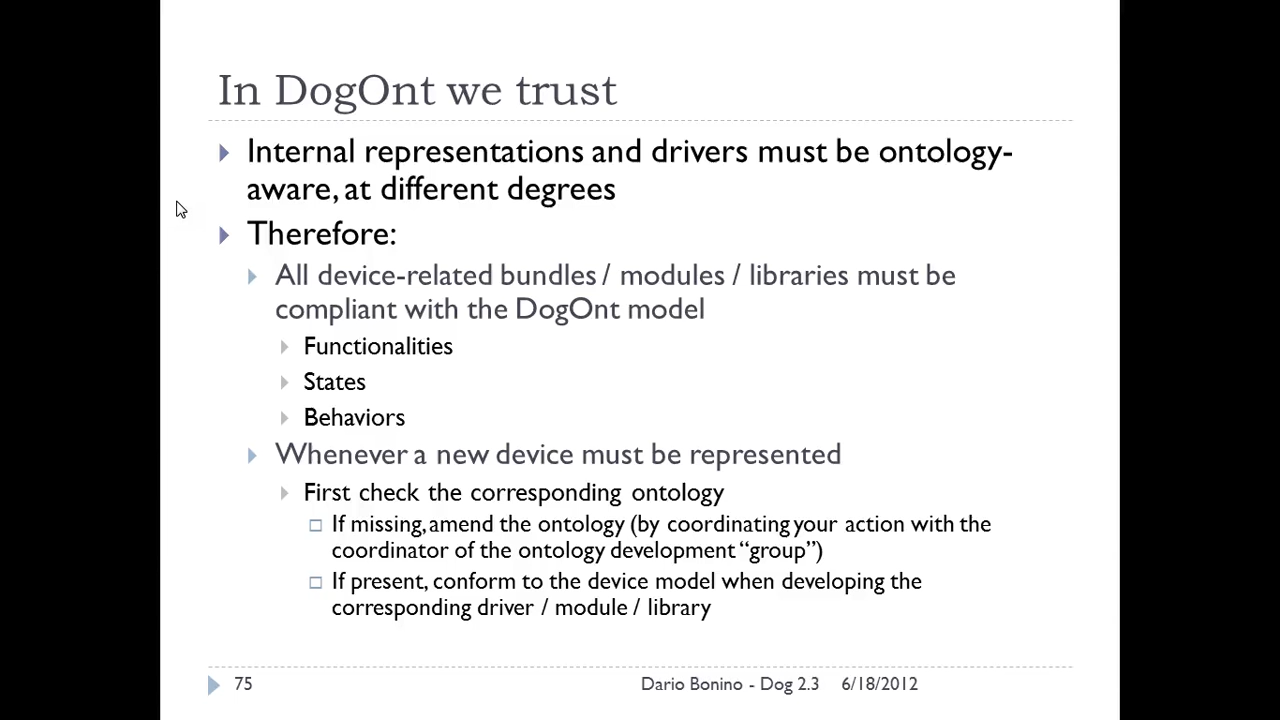 In DogOnt we trust
Internal representations and drivers must be ontology-
aware, at different degrees
Therefore:
All device-related bundles / modules / libraries must be
compliant with the DogOnt model
Functionalities
States
Behaviors
Whenever a new device must be represented
First check the corresponding ontology
If missing, amend the ontology (by coordinating your action with the
coordinator of the ontology development “group”)
If present, conform to the device model when developing the
corresponding driver / module / library
75 Dario Bonino - Dog 2.3 6/18/2012